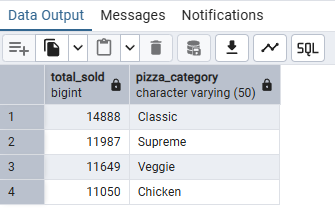 Data Output Messages Notifications
SQL
total_sold pizza_category
bigint character varying (50)
1 14888 Classic
2 11987 Supreme
3 11649 Veggie
4 11050 Chicken